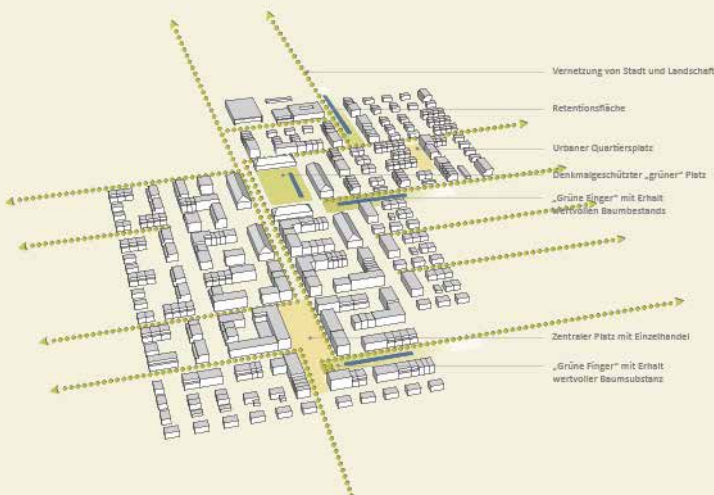 Vernetzung von Stadt und Landschaft
Retentionsfläche
Urbaner Quartiersplatz
Denkmalgeschützter „grüner“ Platz
„Grüne Finger“ mit Erhalt
wertvollen Baumbestands
Zentraler Platz mit Einzelhandel
„Grüne Finger“ mit Erhalt
wertvoller Baumsubstanz